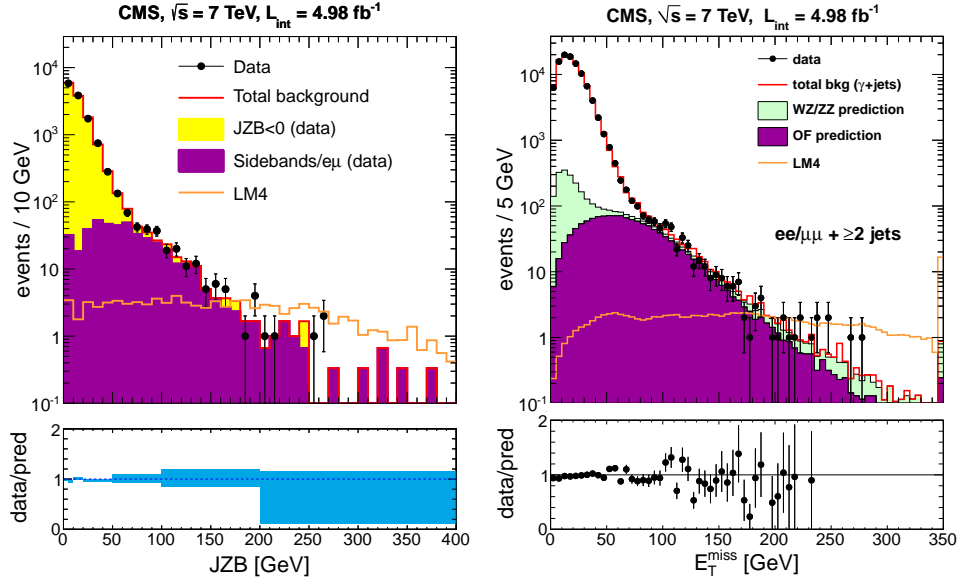 CMS, √s = 7 TeV, L_int = 4.98 fb⁻¹
events / 10 GeV
10⁴
10³
10²
10
1
10⁻¹
Data
Total background
JZB<0 (data)
Sidebands/eμ (data)
LM4
data/pred
2
1
0
0 50 100 150 200 250 300 350 400
JZB [GeV]
CMS, √s = 7 TeV, L_int = 4.98 fb⁻¹
events / 5 GeV
10⁴
10³
10²
10
1
10⁻¹
data
total bkg (γ+jets)
WZ/ZZ prediction
OF prediction
LM4
ee/μμ + ≥2 jets
data/pred
2
1
0
0 50 100 150 200 250 300 350
E_T^miss [GeV]